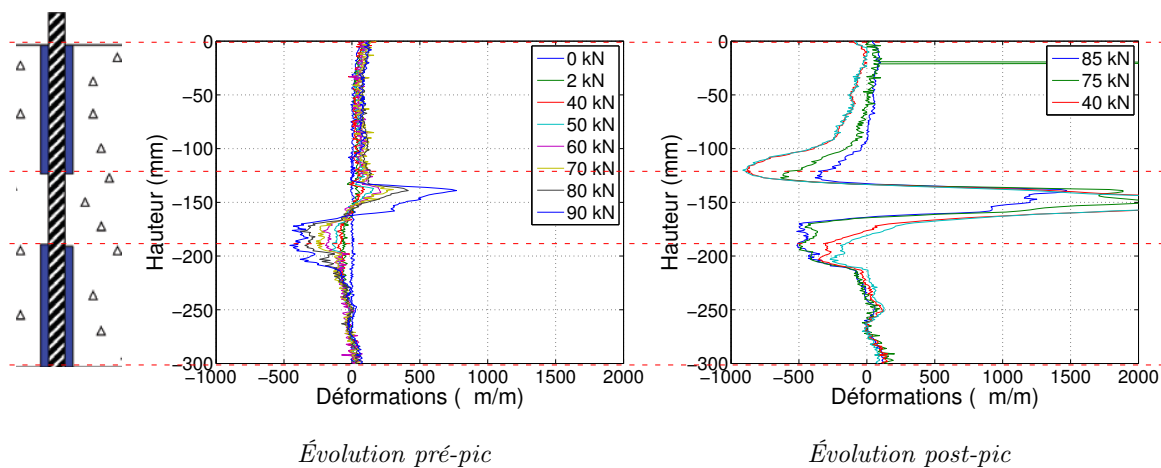 0
−50
−100
−150
−200
−250
−300
Hauteur (mm)
−1000 −500 0 500 1000 1500 2000
Déformations ( m/m)
0 kN
2 kN
40 kN
50 kN
60 kN
70 kN
80 kN
90 kN
Évolution pré-pic
0
−50
−100
−150
−200
−250
−300
Hauteur (mm)
−1000 −500 0 500 1000 1500 2000
Déformations ( m/m)
85 kN
75 kN
40 kN
Évolution post-pic